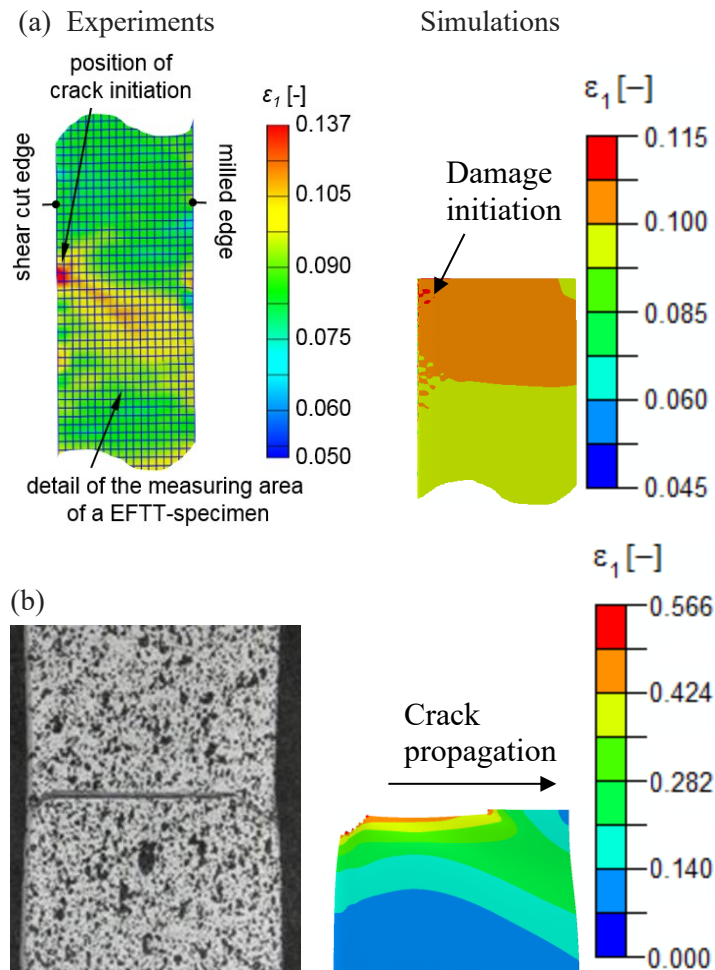 (a) Experiments
Simulations
position of
crack initiation
ε1 [-]
0.137
0.105
0.090
0.075
0.060
0.050
shear cut edge
milled edge
detail of the measuring area
of a EFTT-specimen
Damage
initiation
ε1 [–]
0.115
0.100
0.085
0.060
0.045
(b)
Crack
propagation
ε1 [–]
0.566
0.424
0.282
0.140
0.000